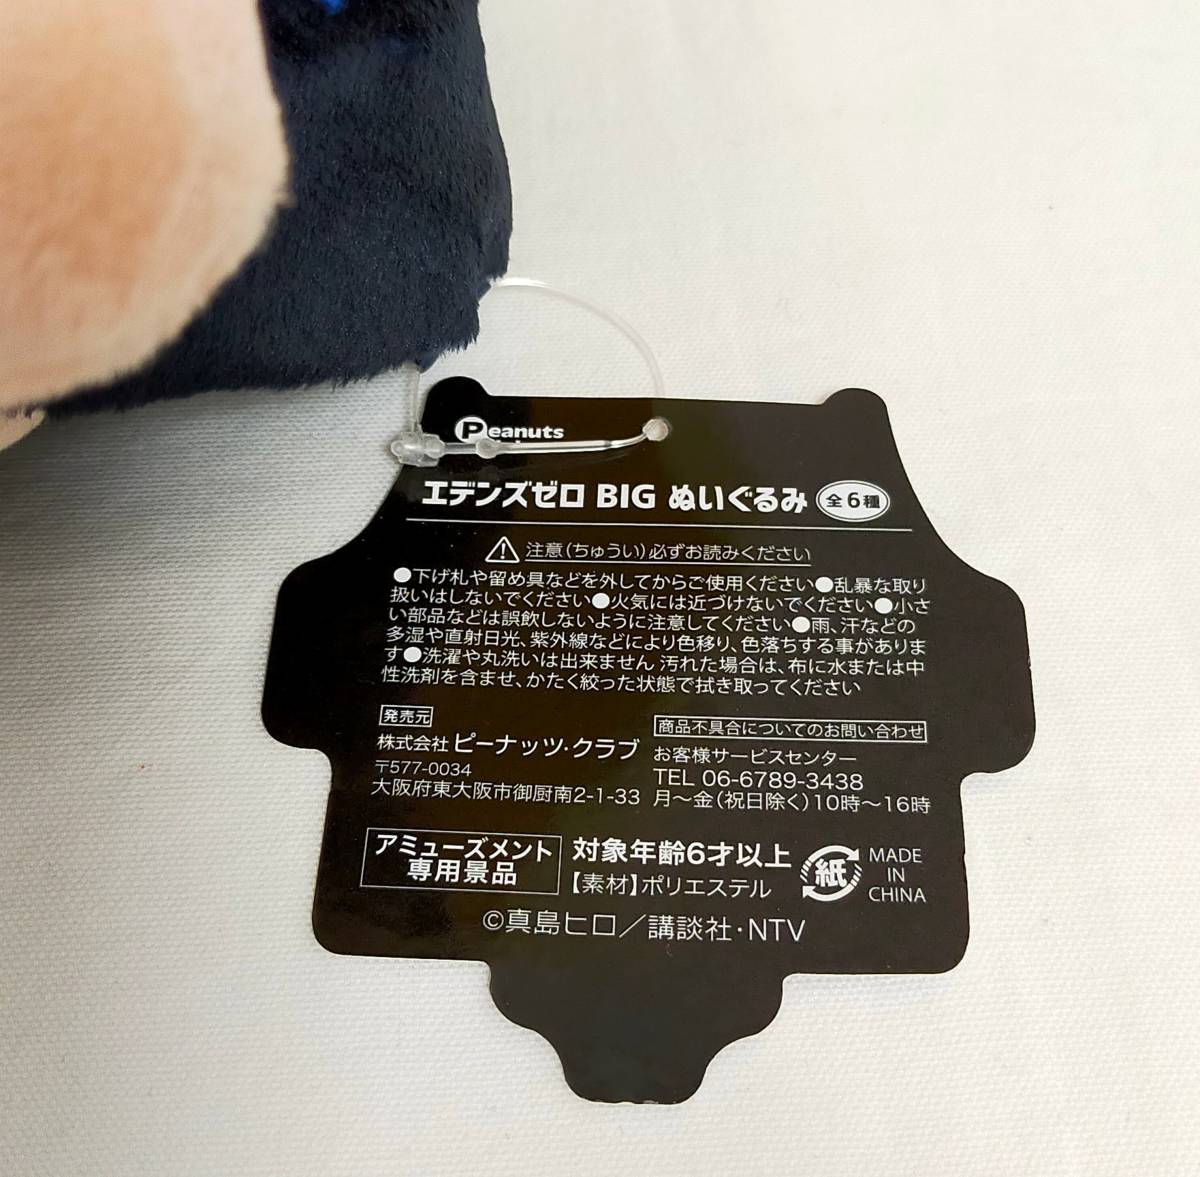 Peanuts
エデンズゼロ BIG ぬいぐるみ 全6種
注意(ちゅうい)必ずお読みください
●下げ札や留め具などを外してからご使用ください●乱暴な取り
扱いはしないでください●火気には近づけないでください●小さ
い部品などは誤飲しないように注意してください●雨、汗などの
多湿や直射日光、紫外線などにより色移り、色落ちする事がありま
す●洗濯や丸洗いは出来ません 汚れた場合は、布に水または中
性洗剤を含ませ、かたく絞った状態で拭き取ってください
発売元
株式会社 ピーナッツ・クラブ
〒577-0034
大阪府東大阪市御厨南2-1-33
商品不具合についてのお問い合わせ
お客様サービスセンター
TEL 06-6789-3438
月～金(祝日除く)10時～16時
アミューズメント
専用景品
対象年齢6才以上
【素材】ポリエステル
紙
MADE
IN
CHINA
©真島ヒロ／講談社・NTV